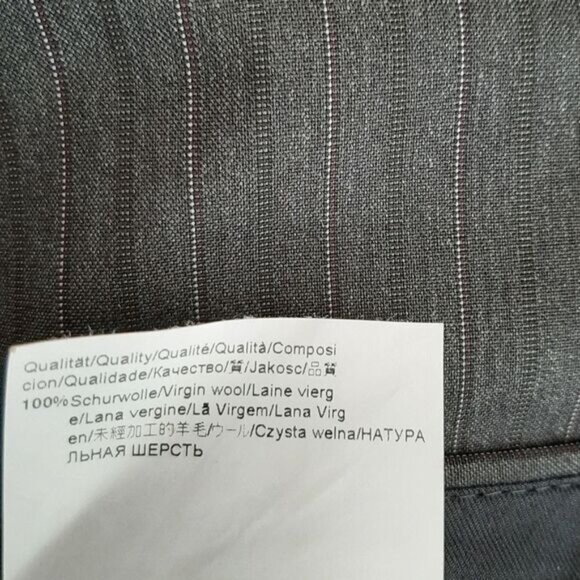 Qualität/Quality/Qualité/Qualità/Composi
cion/Qualidade/Качество/質/Jakosc/品質
100%Schurwolle/Virgin wool/Laine vierg
e/Lana vergine/Lã Virgem/Lana Virg
en/未經加工的羊毛/ウール/Czysta welna/НАТУРА
ЛЬНАЯ ШЕРСТЬ